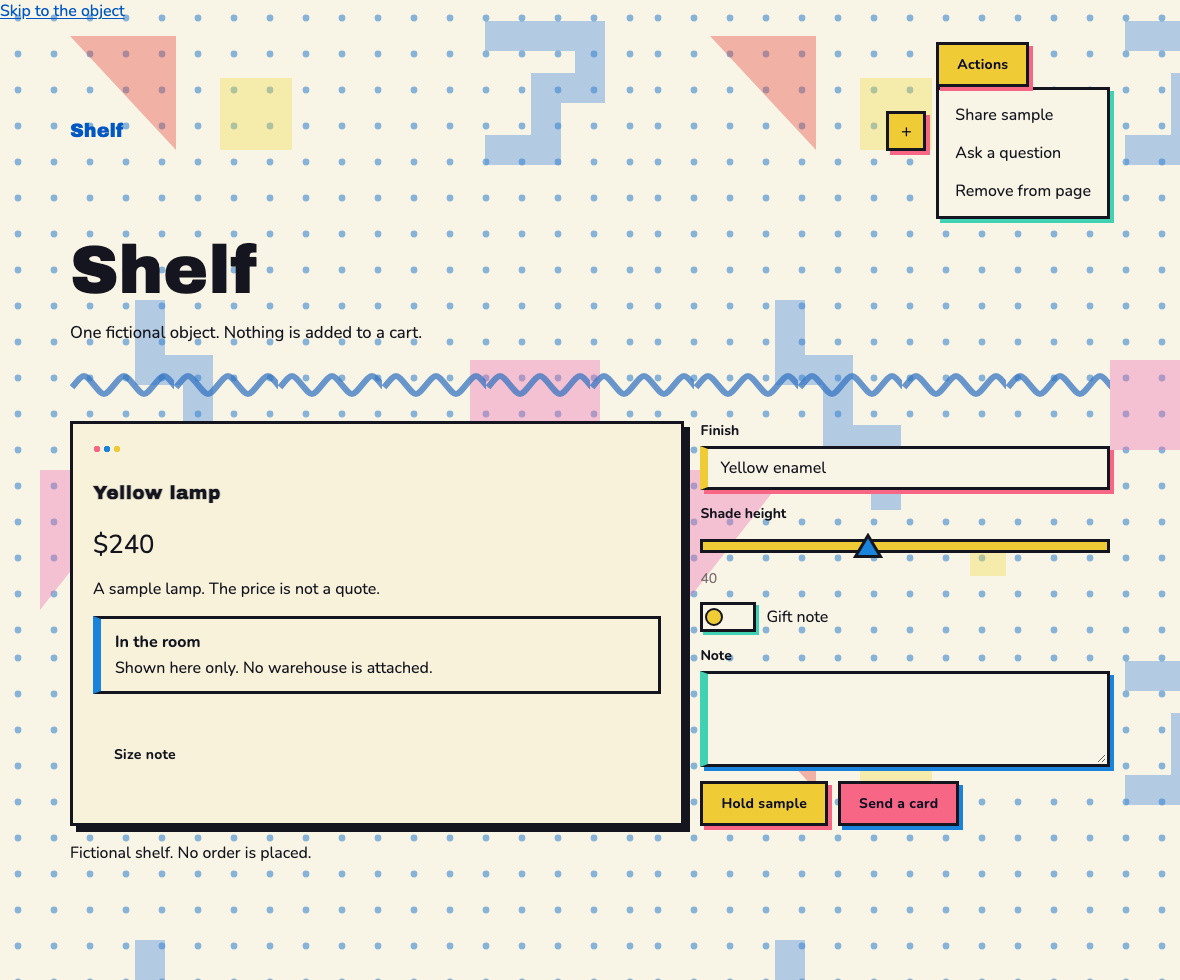 Skip to the object
Actions
Shelf
+
Share sample
Ask a question
Remove from page
Shelf
One fictional object. Nothing is added to a cart.
Yellow lamp
$240
A sample lamp. The price is not a quote.
In the room
Shown here only. No warehouse is attached.
Size note
Finish
Yellow enamel
Shade height
40
Gift note
Note
Hold sample
Send a card
Fictional shelf. No order is placed.